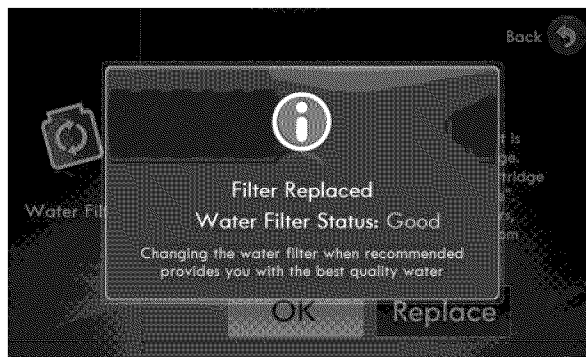 Back
Filter Replaced
Water Filter Status: Good
Changing the water filter when recommended
provides you with the best quality water
Water
OK
Replace